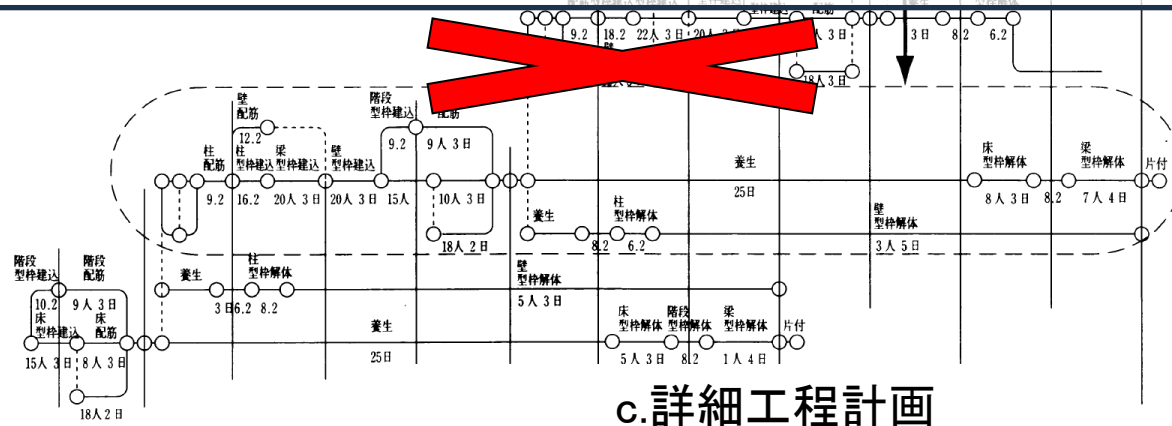 9.2 18.2 22人 3日 20人 3日 人 3日 3日 8.2 6.2
18人 3日
壁
配筋
階段
型枠建込
配筋
12.2
9.2 9人 3日
柱
配筋
柱
型枠建込
梁
型枠建込
壁
型枠建込
養生
床
型枠解体
梁
型枠解体
片付
9.2 16.2 20人 3日 20人 3日 15人 10人 3日 25日 8人 3日 8.2 7人 4日
養生
柱
型枠解体
壁
型枠解体
18人 2日 8.2 6.2 3人 5日
階段
型枠建込
階段
配筋
養生
柱
型枠解体
壁
型枠解体
10.2 9人 3日 3日 6.2 8.2 5人 3日
床
型枠建込
床
配筋
養生
床
型枠解体
階段
型枠解体
梁
型枠解体
片付
15人 3日 8人 3日 25日 5人 3日 8.2 1人 4日
18人 2日
c.詳細工程計画